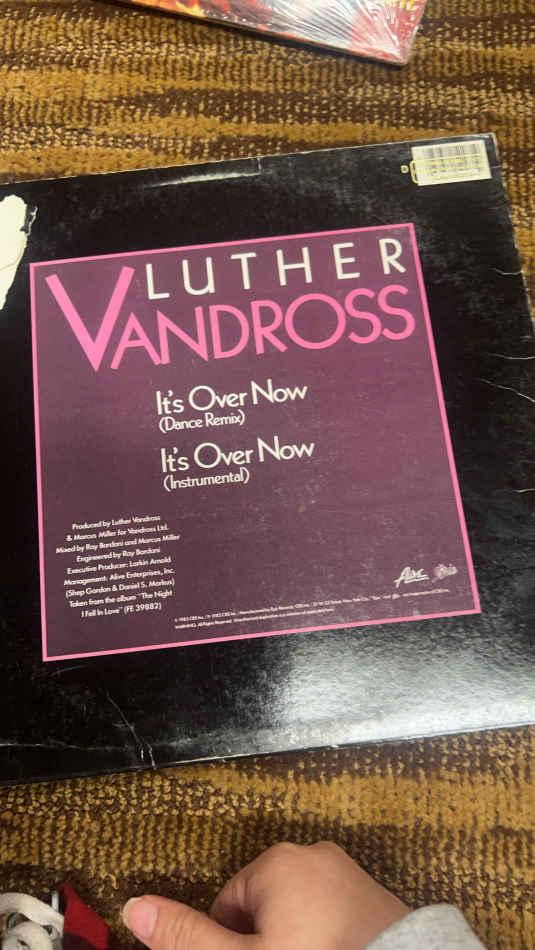 LUTHER
VANDROSS
It's Over Now
(Dance Remix)
It's Over Now
(Instrumental)
Produced by Luther Vandross
& Marcus Miller for Vandross Ltd.
Mixed by Ray Bardani and Marcus Miller
Engineered by Ray Bardani
Executive Producer: Larkin Arnold
Management: Alive Enterprises, Inc.
(Shep Gordon & Daniel S. Markus)
Taken from the album "The Night
I Fell In Love" (FE 39882)
Epic